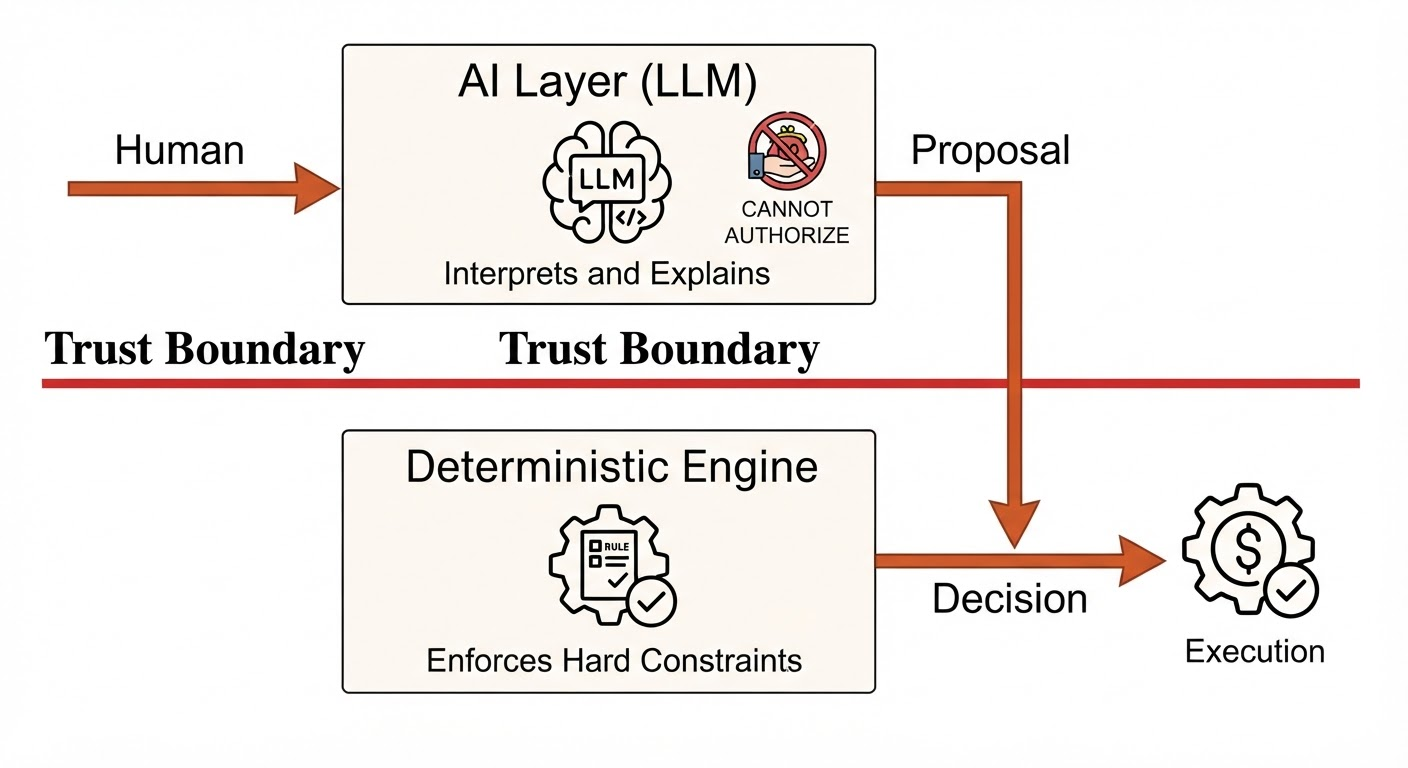 AI Layer (LLM)
Human
LLM
</>
CANNOT
AUTHORIZE
Interprets and Explains
Proposal
Trust Boundary
Trust Boundary
Deterministic Engine
RULE
Enforces Hard Constraints
Decision
$
Execution